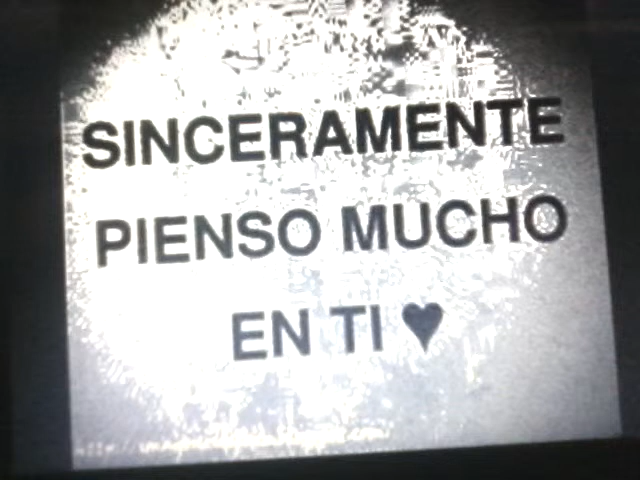 SINCERAMENTE
PIENSO MUCHO
EN TI ♥